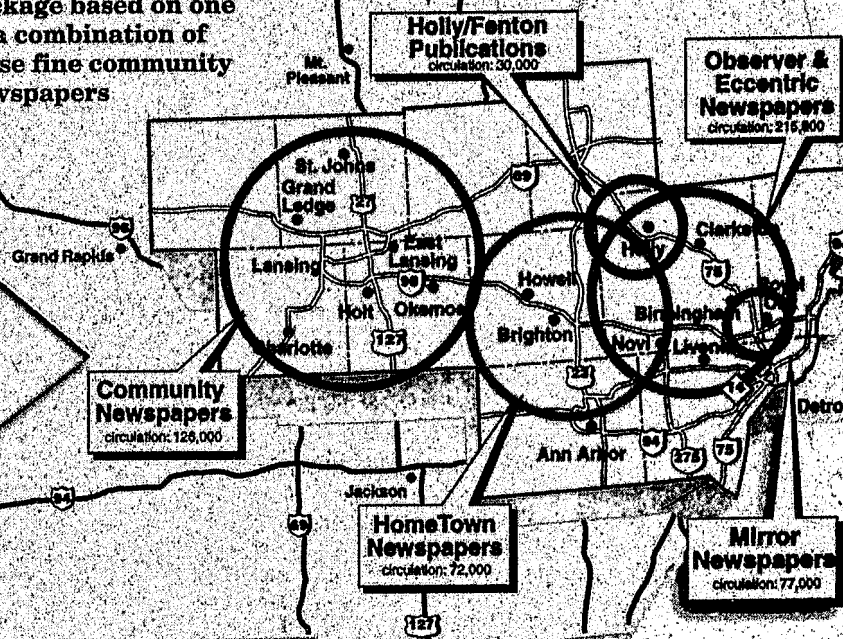 ckage based on one
a combination of
se fine community
wspapers
Holly/Fenton
Publications
circulation: 30,000
Observer &
Eccentric
Newspapers
Mt.
Pleasant
St. Johns
Grand
Ledge
27
69
96
Grand Rapids
East
Lansing
Lansing
96
Holt
Okemos
127
Charlotte
Holly
75
Howell
Brighton
Birmingham
Novi
Livonia
23
14
Detro
Community
Newspapers
circulation: 126,000
Ann Arbor
94
275
75
94
Jackson
69
HomeTown
Newspapers
circulation: 72,000
127
Mirror
Newspapers
circulation: 77,000